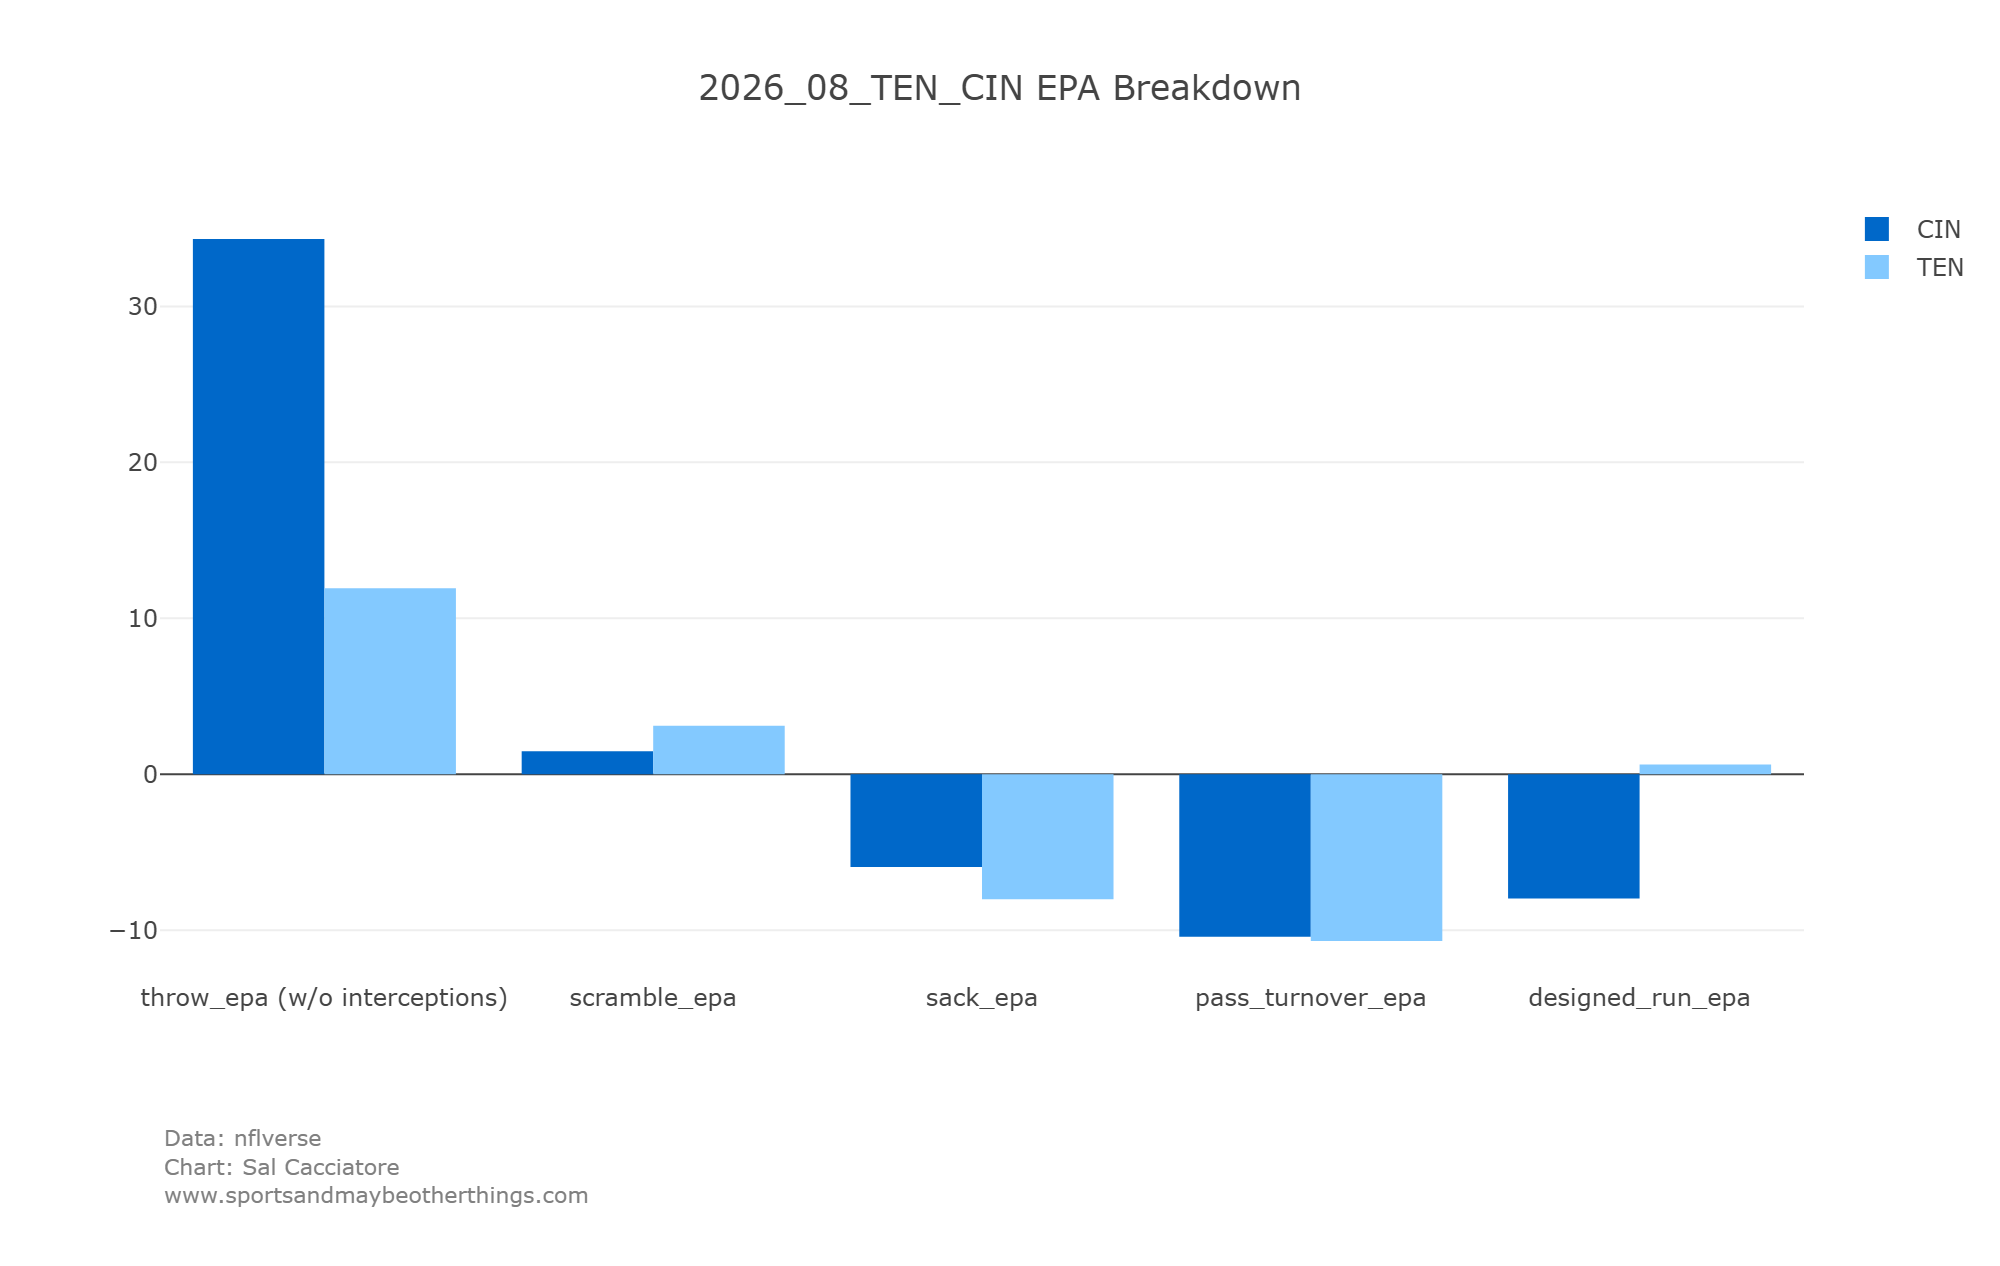 2026_08_TEN_CIN EPA Breakdown
CIN
TEN
30
20
10
0
−10
throw_epa (w/o interceptions)
scramble_epa
sack_epa
pass_turnover_epa
designed_run_epa
Data: nflverse
Chart: Sal Cacciatore
www.sportsandmaybeotherthings.com